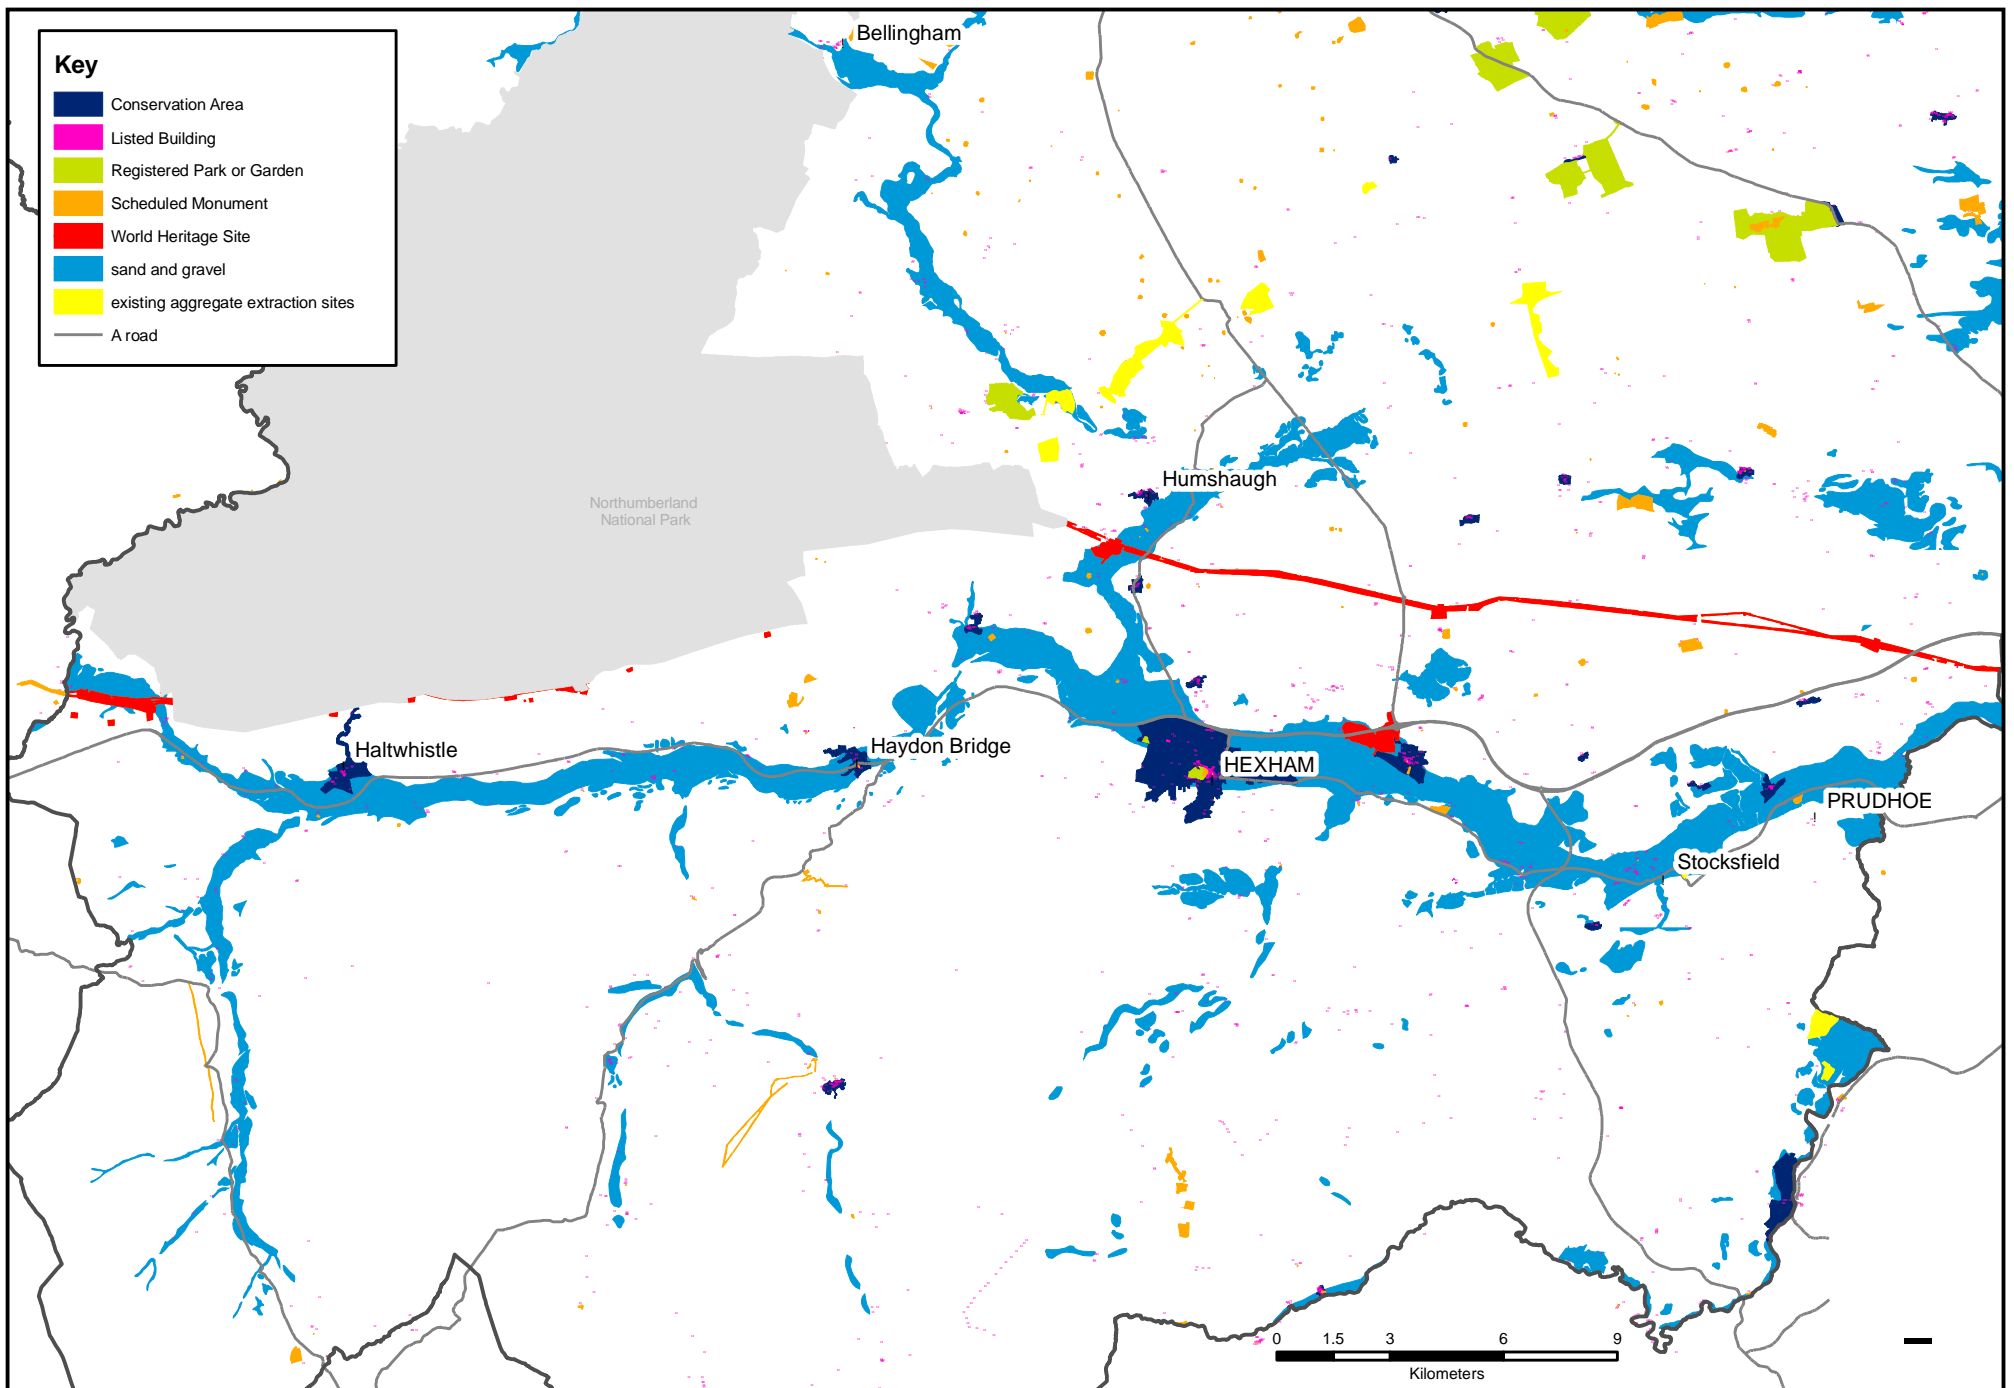 Key
Conservation Area
Listed Building
Registered Park or Garden
Scheduled Monument
World Heritage Site
sand and gravel
existing aggregate extraction sites
A road
Bellingham
Northumberland
National Park
Humshaugh
Haltwhistle
Haydon Bridge
HEXHAM
PRUDHOE
Stocksfield
0 1.5 3 6 9
Kilometers